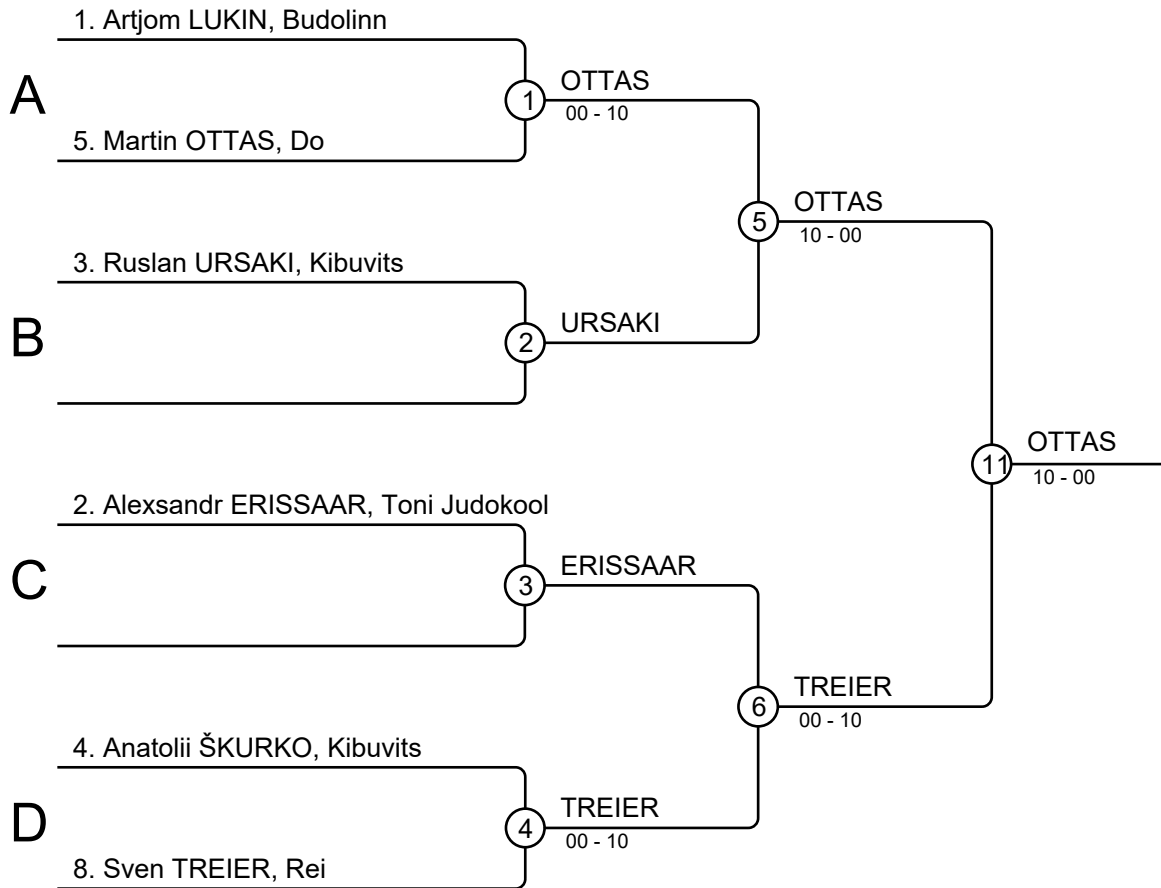 1. Artjom LUKIN, Budolinn
A
1
OTTAS
00 - 10
5. Martin OTTAS, Do
5
OTTAS
10 - 00
3. Ruslan URSAKI, Kibuvits
B
2
URSAKI
11
OTTAS
10 - 00
2. Alexsandr ERISSAAR, Toni Judokool
C
3
ERISSAAR
6
TREIER
00 - 10
4. Anatolii ŠKURKO, Kibuvits
D
4
TREIER
00 - 10
8. Sven TREIER, Rei